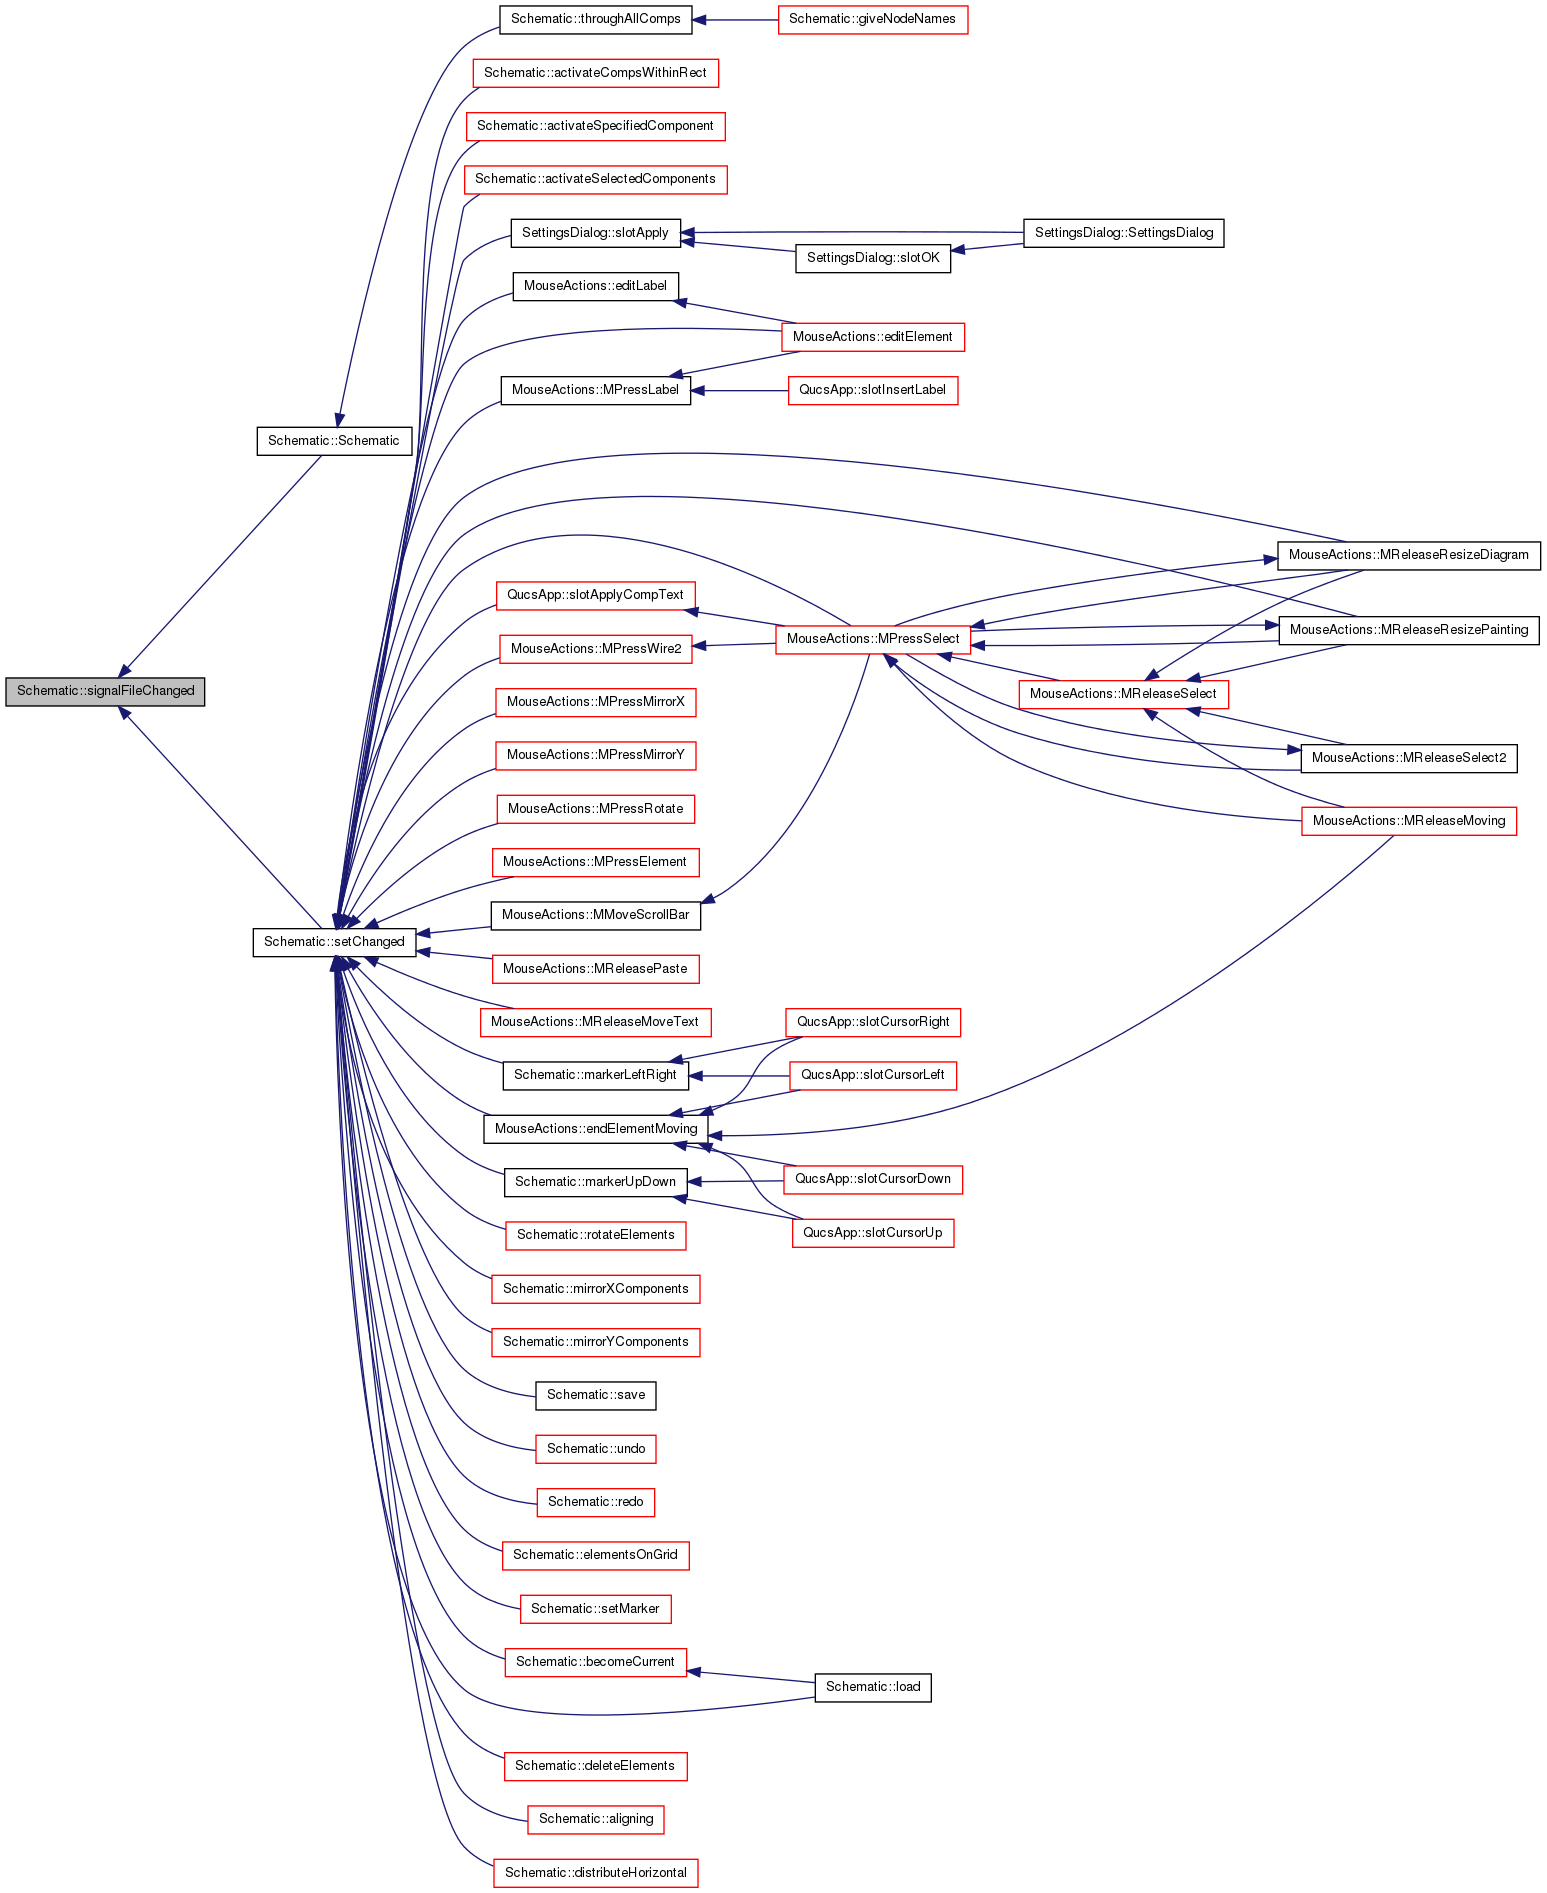 Schematic::throughAllComps
Schematic::giveNodeNames
Schematic::activateCompsWithinRect
Schematic::activateSpecifiedComponent
Schematic::activateSelectedComponents
SettingsDialog::slotApply
SettingsDialog::SettingsDialog
SettingsDialog::slotOK
MouseActions::editLabel
MouseActions::editElement
MouseActions::MPressLabel
QucsApp::slotInsertLabel
Schematic::Schematic
MouseActions::MReleaseResizeDiagram
QucsApp::slotApplyCompText
MouseActions::MReleaseResizePainting
MouseActions::MPressSelect
MouseActions::MPressWire2
Schematic::signalFileChanged
MouseActions::MReleaseSelect
MouseActions::MPressMirrorX
MouseActions::MPressMirrorY
MouseActions::MReleaseSelect2
MouseActions::MPressRotate
MouseActions::MReleaseMoving
MouseActions::MPressElement
MouseActions::MMoveScrollBar
Schematic::setChanged
MouseActions::MReleasePaste
MouseActions::MReleaseMoveText
QucsApp::slotCursorRight
Schematic::markerLeftRight
QucsApp::slotCursorLeft
MouseActions::endElementMoving
Schematic::markerUpDown
QucsApp::slotCursorDown
Schematic::rotateElements
QucsApp::slotCursorUp
Schematic::mirrorXComponents
Schematic::mirrorYComponents
Schematic::save
Schematic::undo
Schematic::redo
Schematic::elementsOnGrid
Schematic::setMarker
Schematic::becomeCurrent
Schematic::load
Schematic::deleteElements
Schematic::aligning
Schematic::distributeHorizontal